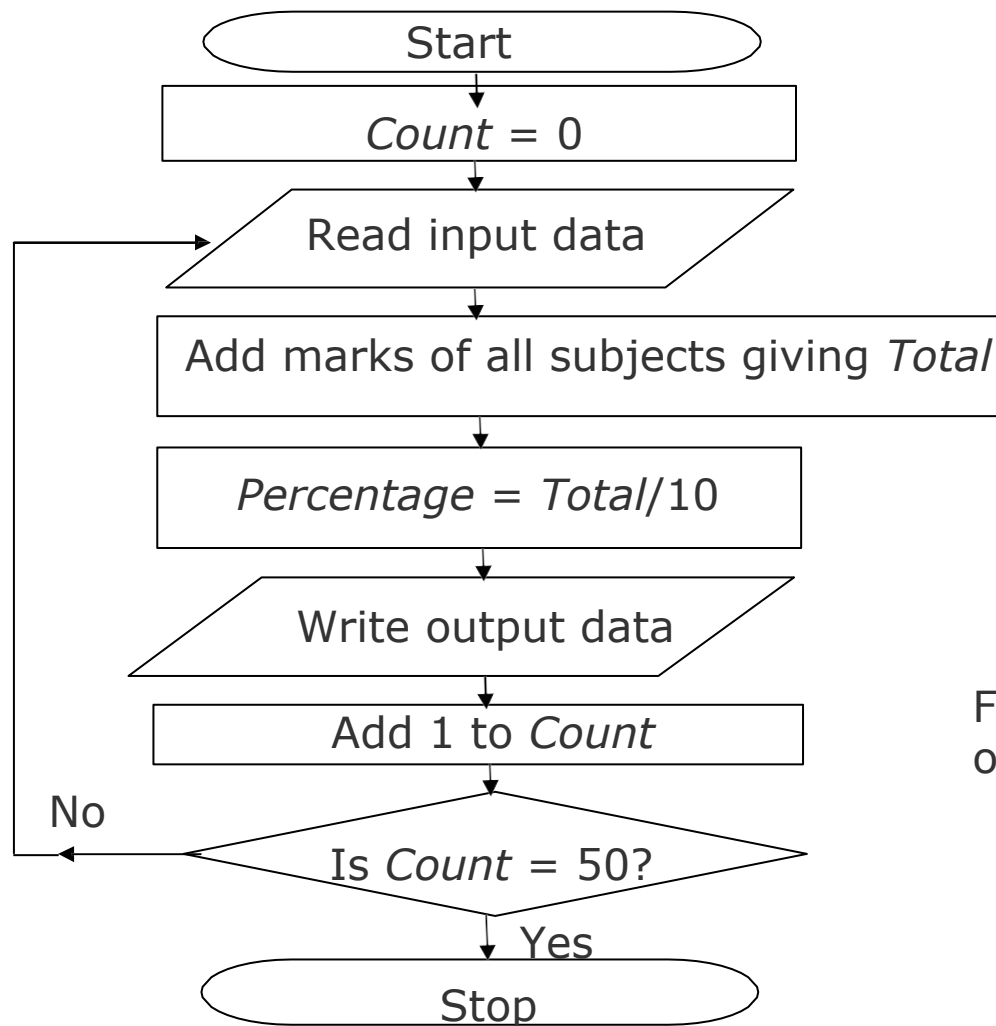 Start
Count = 0
Read input data
Add marks of all subjects giving Total
Percentage = Total/10
Write output data
Add 1 to Count
No
Is Count = 50?
Yes
Stop